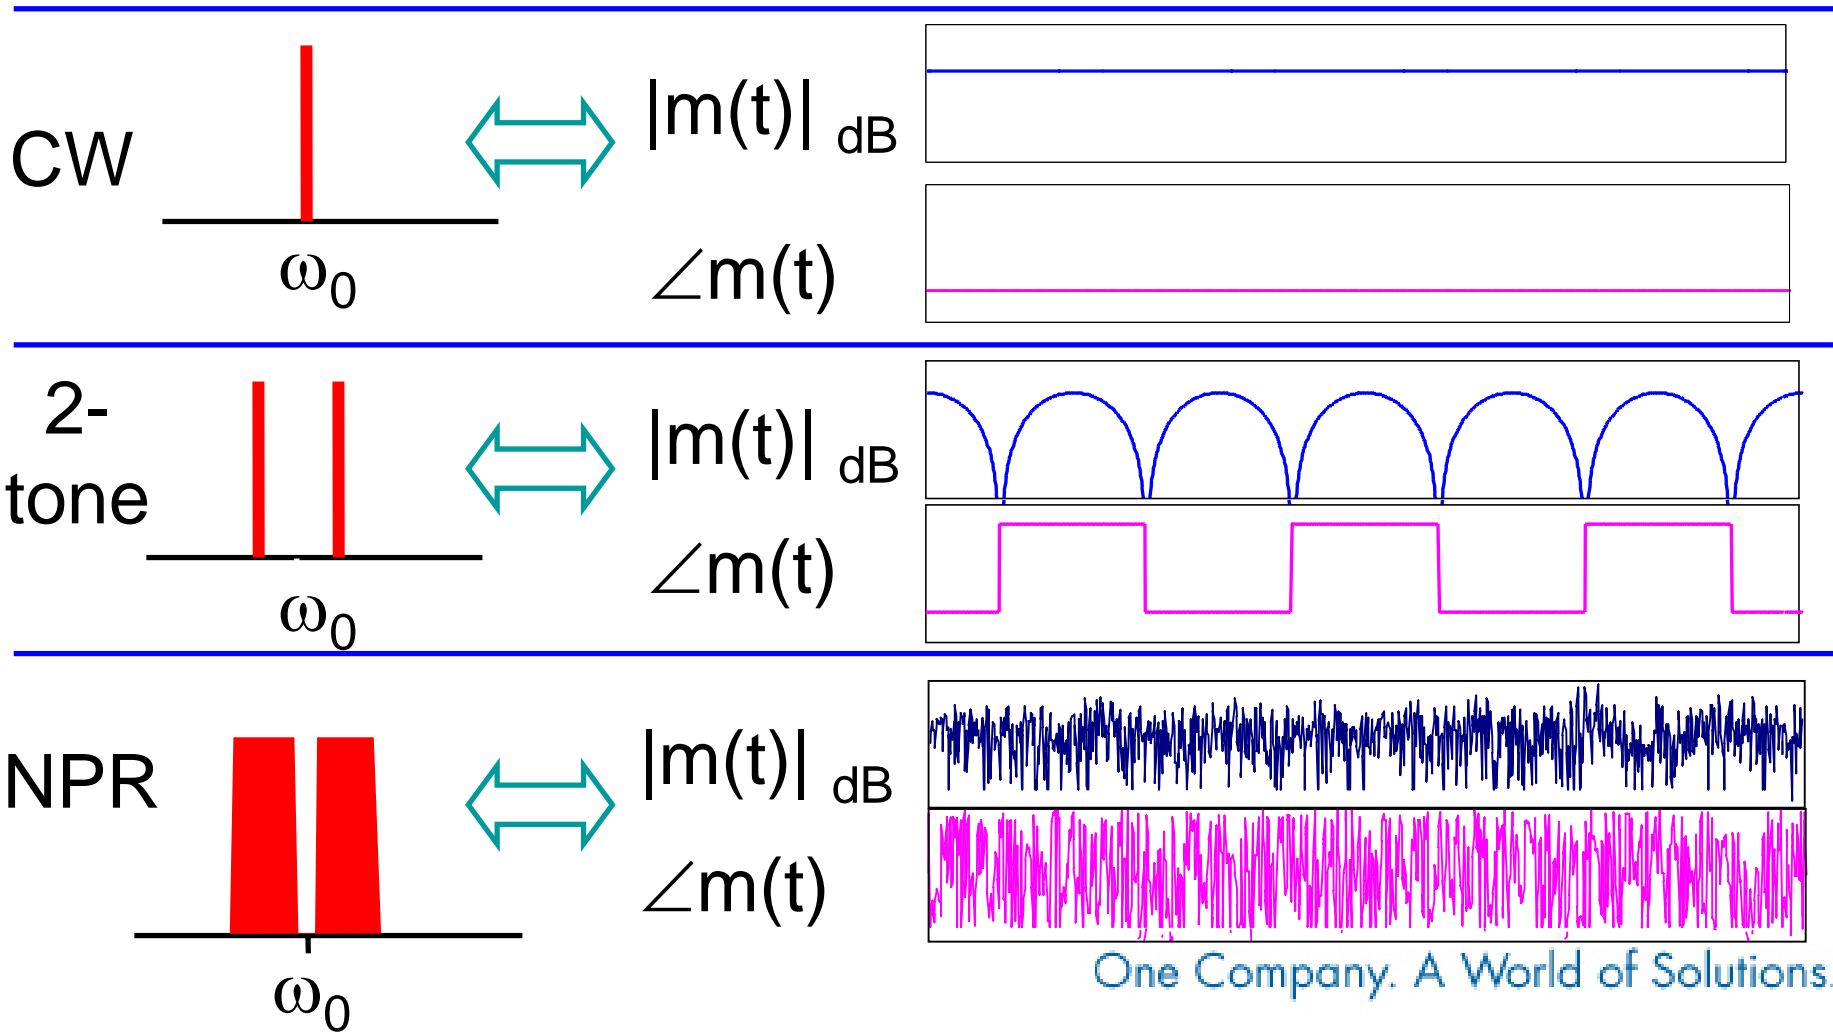 CW
|m(t)| dB
∠m(t)
ω0
2-
tone
|m(t)| dB
∠m(t)
ω0
NPR
|m(t)| dB
∠m(t)
ω0
One Company. A World of Solutions.